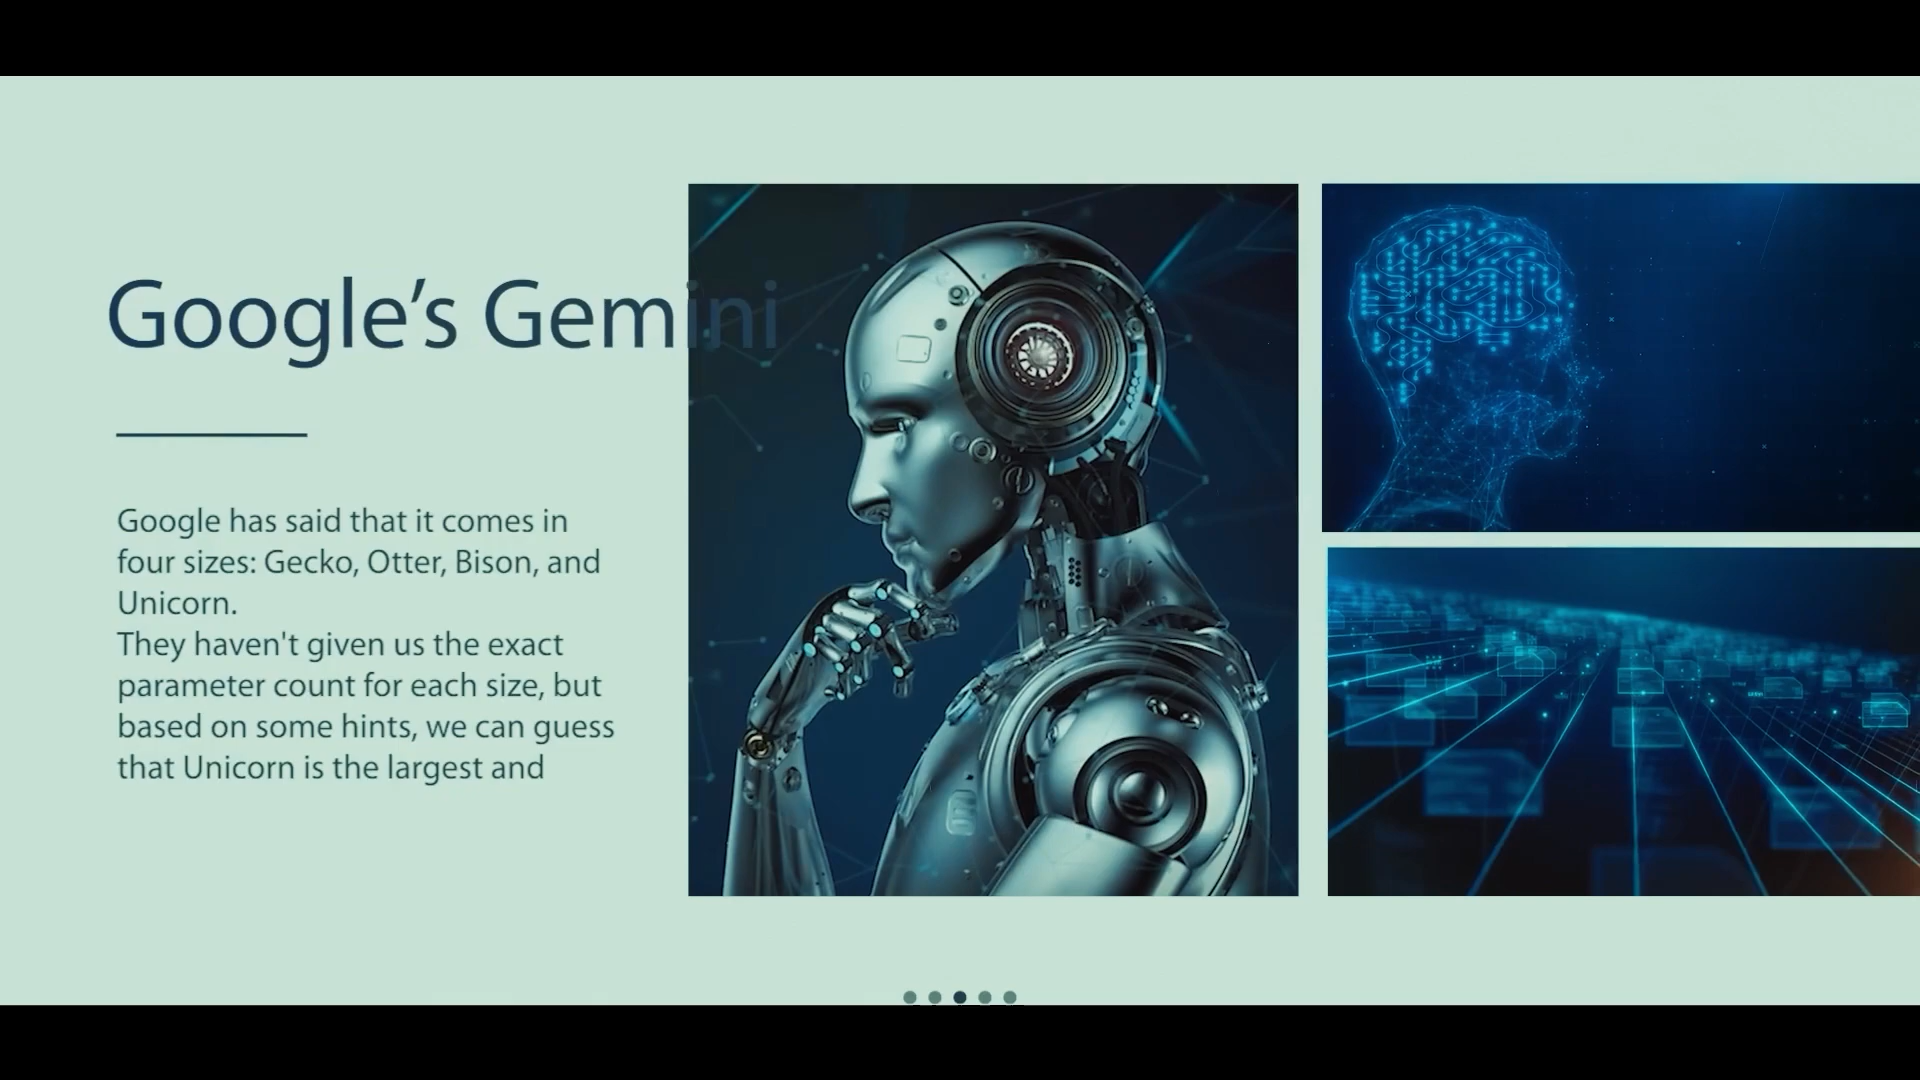 Google’s Gemini
Google has said that it comes in
four sizes: Gecko, Otter, Bison, and
Unicorn.
They haven't given us the exact
parameter count for each size, but
based on some hints, we can guess
that Unicorn is the largest and